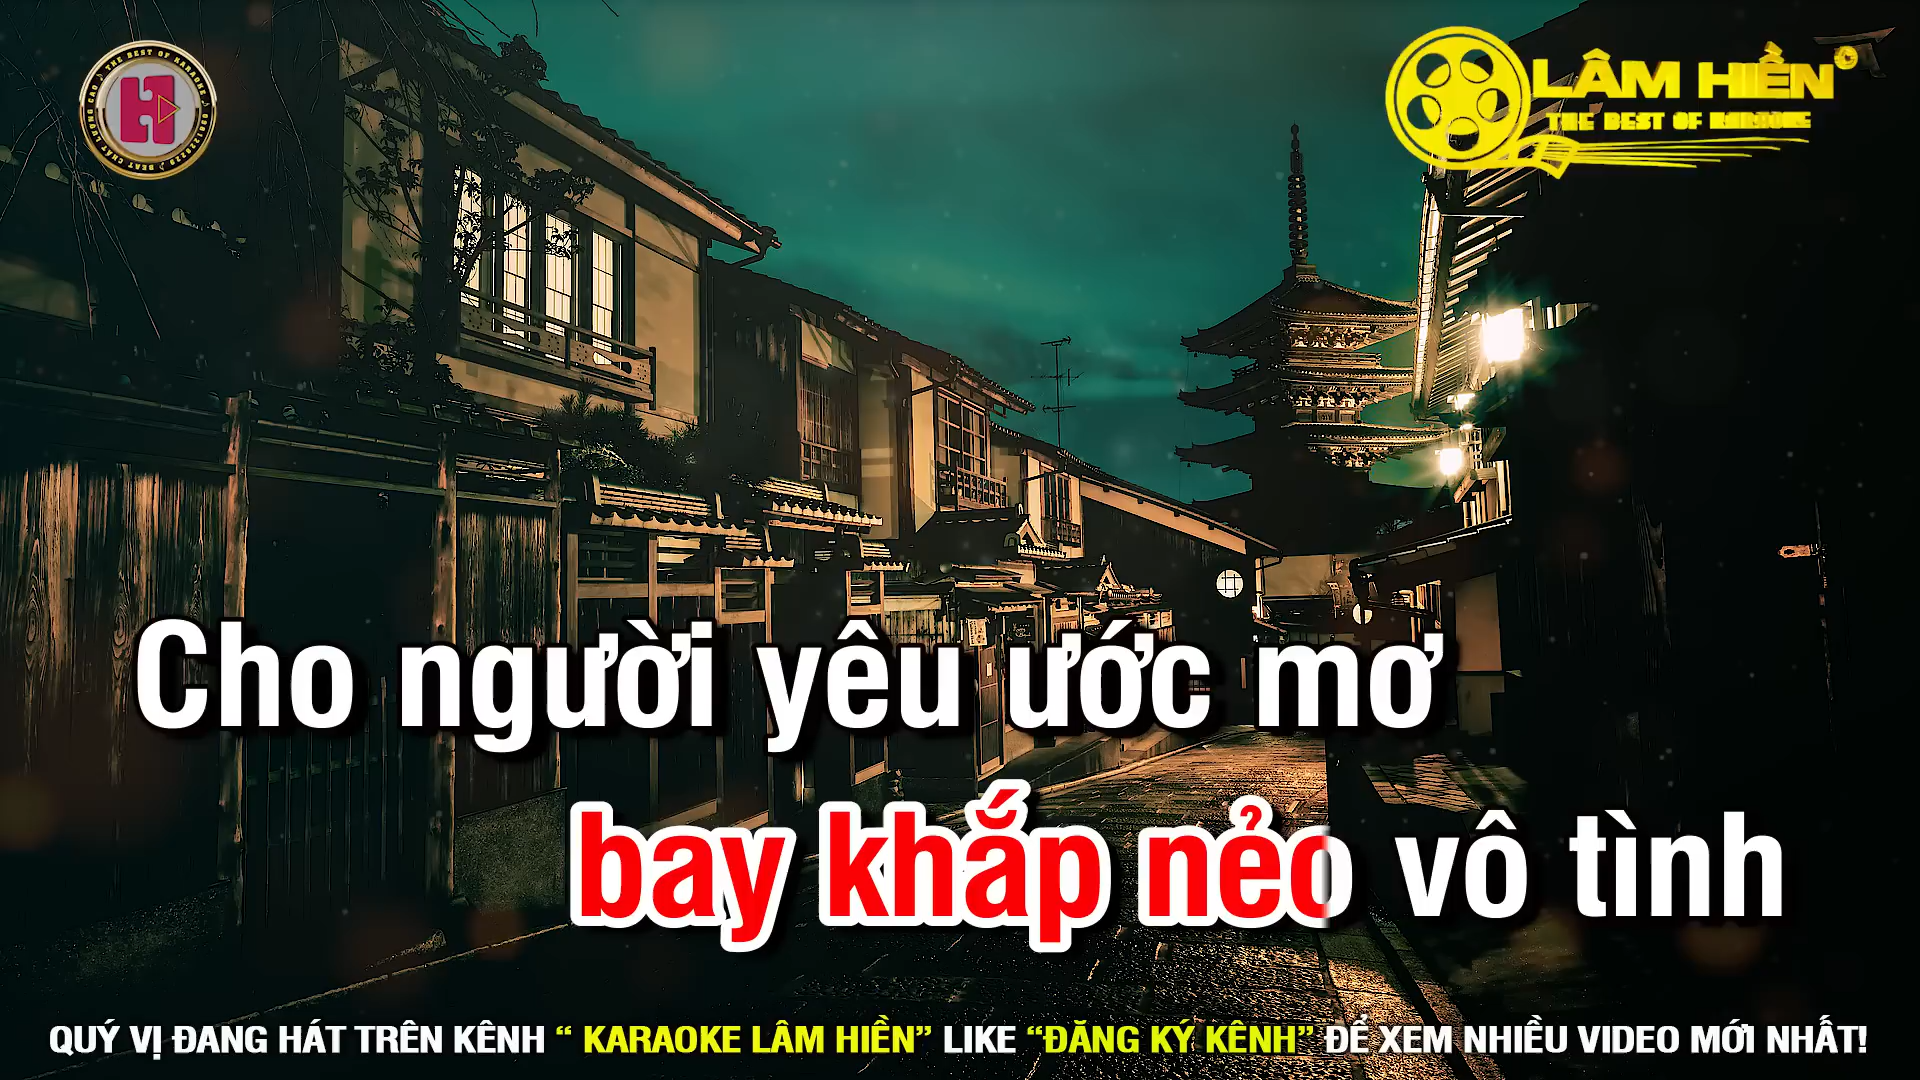 LÂM HIỀN
THE BEST OF KARAOKE
Cho người yêu ước mơ
bay khắp nẻo vô tình
QUÝ VỊ ĐANG HÁT TRÊN KÊNH “ KARAOKE LÂM HIỀN” LIKE “ĐĂNG KÝ KÊNH” ĐỂ XEM NHIỀU VIDEO MỚI NHẤT!